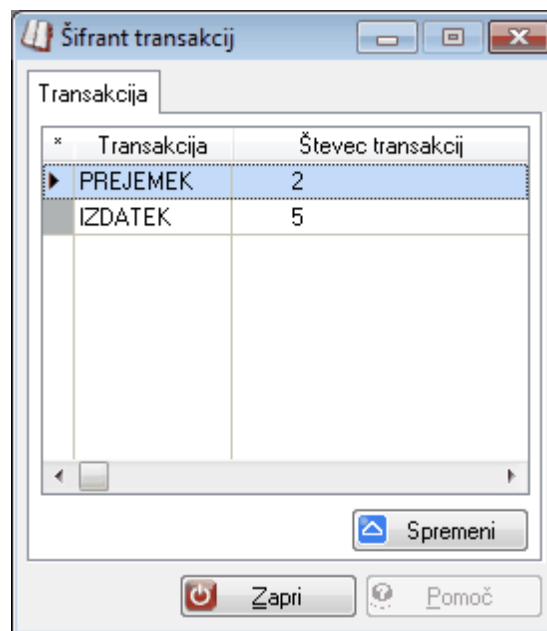 Šifrant transakcij
Transakcija
* Transakcija Števec transakcij
PREJEMEK 2
IZDATEK 5
Spremeni
Zapri Pomoč